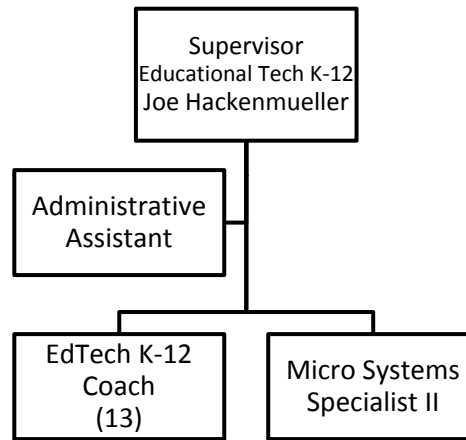 Supervisor
Educational Tech K-12
Joe Hackenmueller
Administrative
Assistant
EdTech K-12
Coach
(13)
Micro Systems
Specialist II